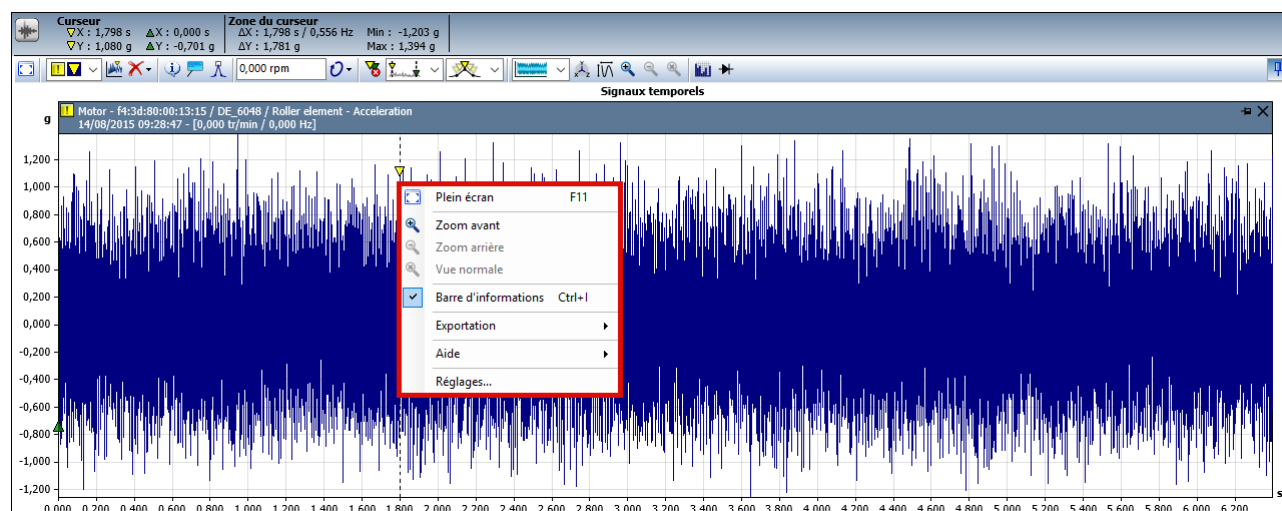 Curseur
▽X : 1,798 s ▲X : 0,000 s
▽Y : 1,080 g ▲Y : -0,701 g
Zone du curseur
ΔX : 1,798 s / 0,556 Hz Min : -1,203 g
ΔY : 1,781 g Max : 1,394 g
0,000 rpm
Signaux temporels
g
Motor - f4:3d:80:00:13:15 / DE_6048 / Roller element - Acceleration
14/08/2015 09:28:47 - [0,000 tr/min / 0,000 Hz]
1,200
1,000
0,800
0,600
0,400
0,200
0,000
-0,200
-0,400
-0,600
-0,800
-1,000
-1,200
Plein écran F11
Zoom avant
Zoom arrière
Vue normale
Barre d'informations Ctrl+I
Exportation
Aide
Réglages...
s
0,000 0,200 0,400 0,600 0,800 1,000 1,200 1,400 1,600 1,800 2,000 2,200 2,400 2,600 2,800 3,000 3,200 3,400 3,600 3,800 4,000 4,200 4,400 4,600 4,800 5,000 5,200 5,400 5,600 5,800 6,000 6,200